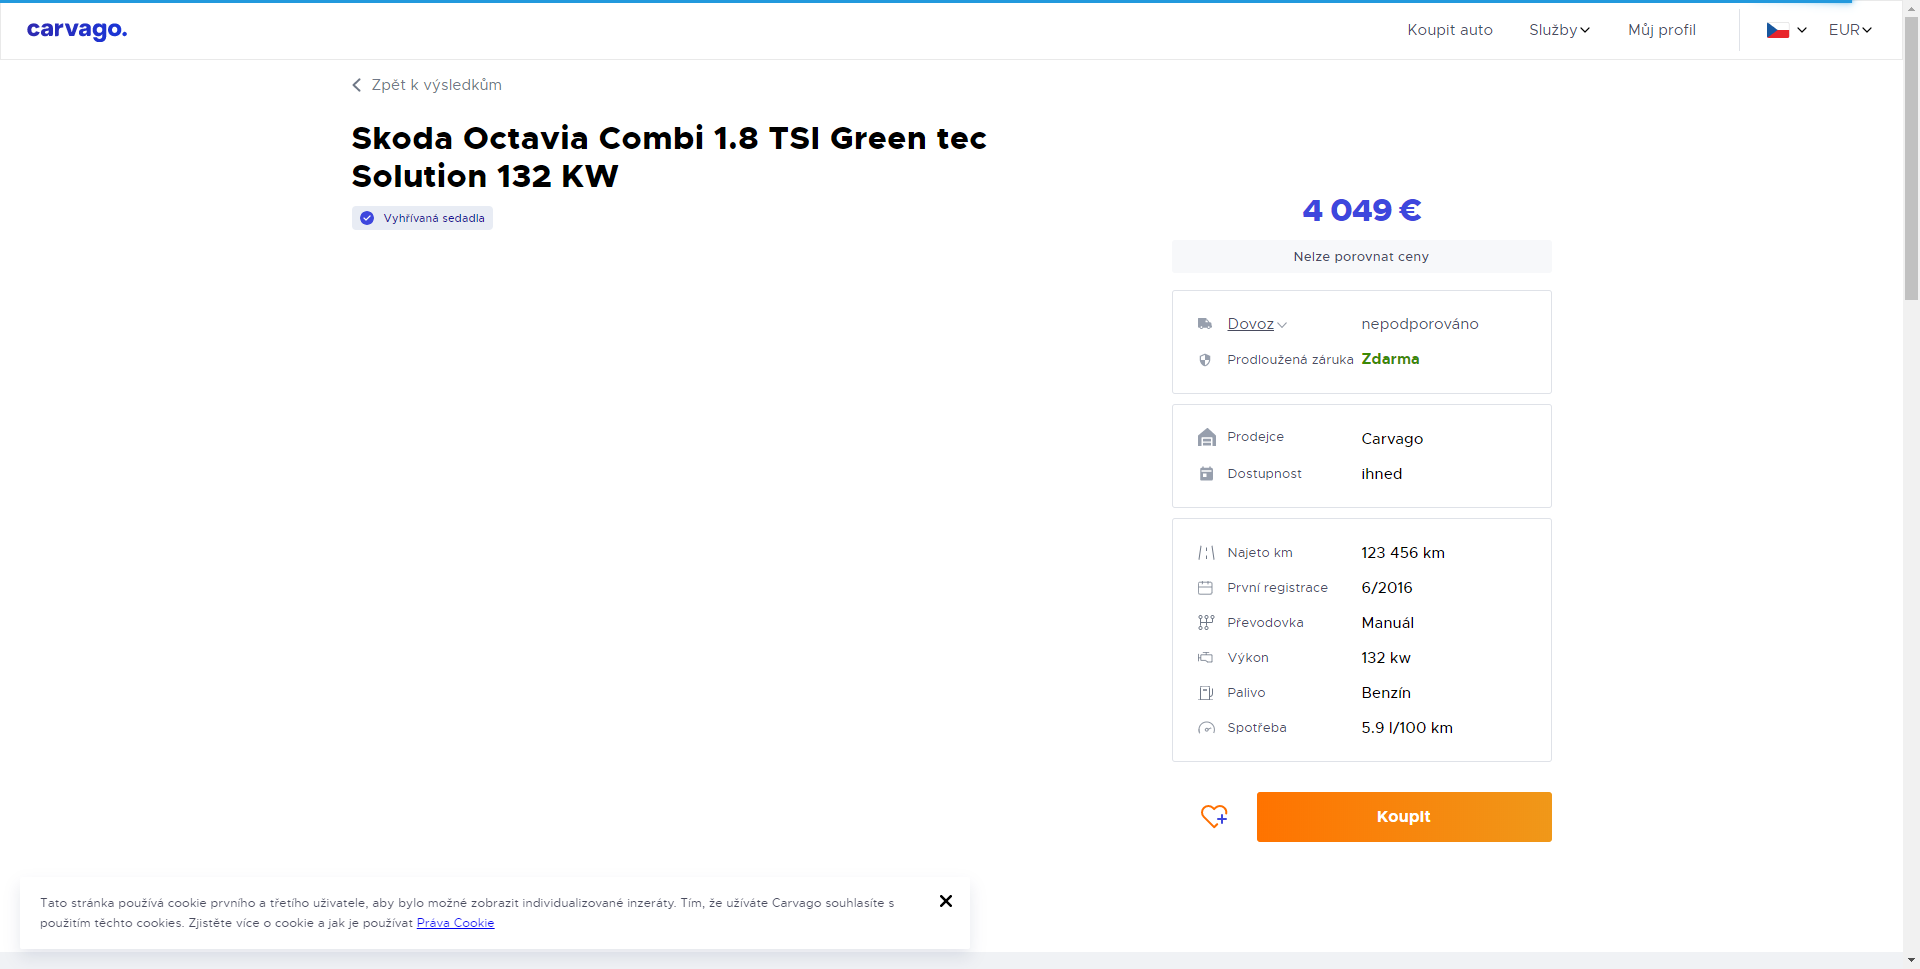 carvago.
Koupit auto
Služby
Můj profil
EUR
Zpět k výsledkům
Skoda Octavia Combi 1.8 TSI Green tec
Solution 132 KW
Vyhřívaná sedadla
4 049 €
Nelze porovnat ceny
Dovoz nepodporováno
Prodloužená záruka Zdarma
Prodejce Carvago
Dostupnost ihned
Najeto km 123 456 km
První registrace 6/2016
Převodovka Manuál
Výkon 132 kw
Palivo Benzín
Spotřeba 5.9 l/100 km
Koupit
Tato stránka používá cookie prvního a třetího uživatele, aby bylo možné zobrazit individualizované inzeráty. Tím, že užíváte Carvago souhlasíte s
použitím těchto cookies. Zjistěte více o cookie a jak je používat Práva Cookie